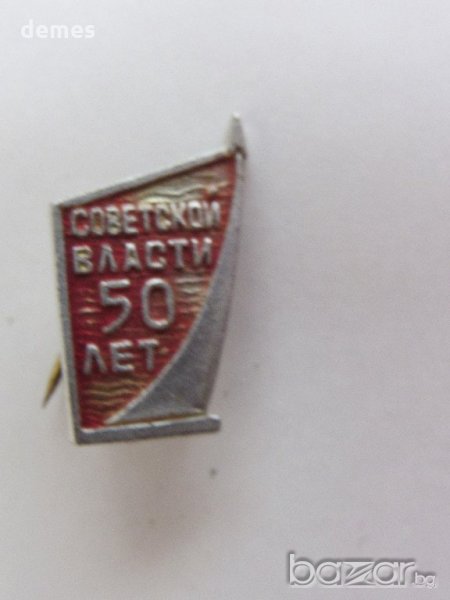 demes
СОВЕТСКОЙ
ВЛАСТИ
50
ЛЕТ
bazar.bg